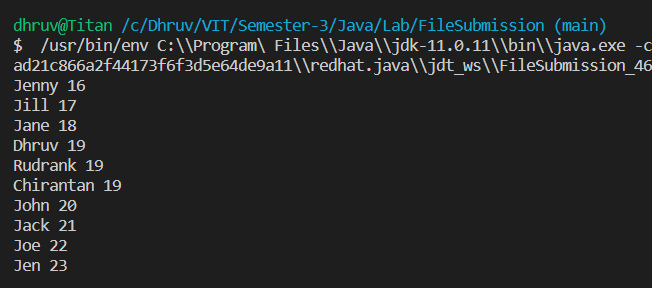 dhruv@Titan /c/Dhruv/VIT/Semester-3/Java/Lab/FileSubmission (main)
$  /usr/bin/env C:\\Program\ Files\\Java\\jdk-11.0.11\\bin\\java.exe -c
ad21c866a2f44173f6f3d5e64de9a11\\redhat.java\\jdt_ws\\FileSubmission_46
Jenny 16
Jill 17
Jane 18
Dhruv 19
Rudrank 19
Chirantan 19
John 20
Jack 21
Joe 22
Jen 23